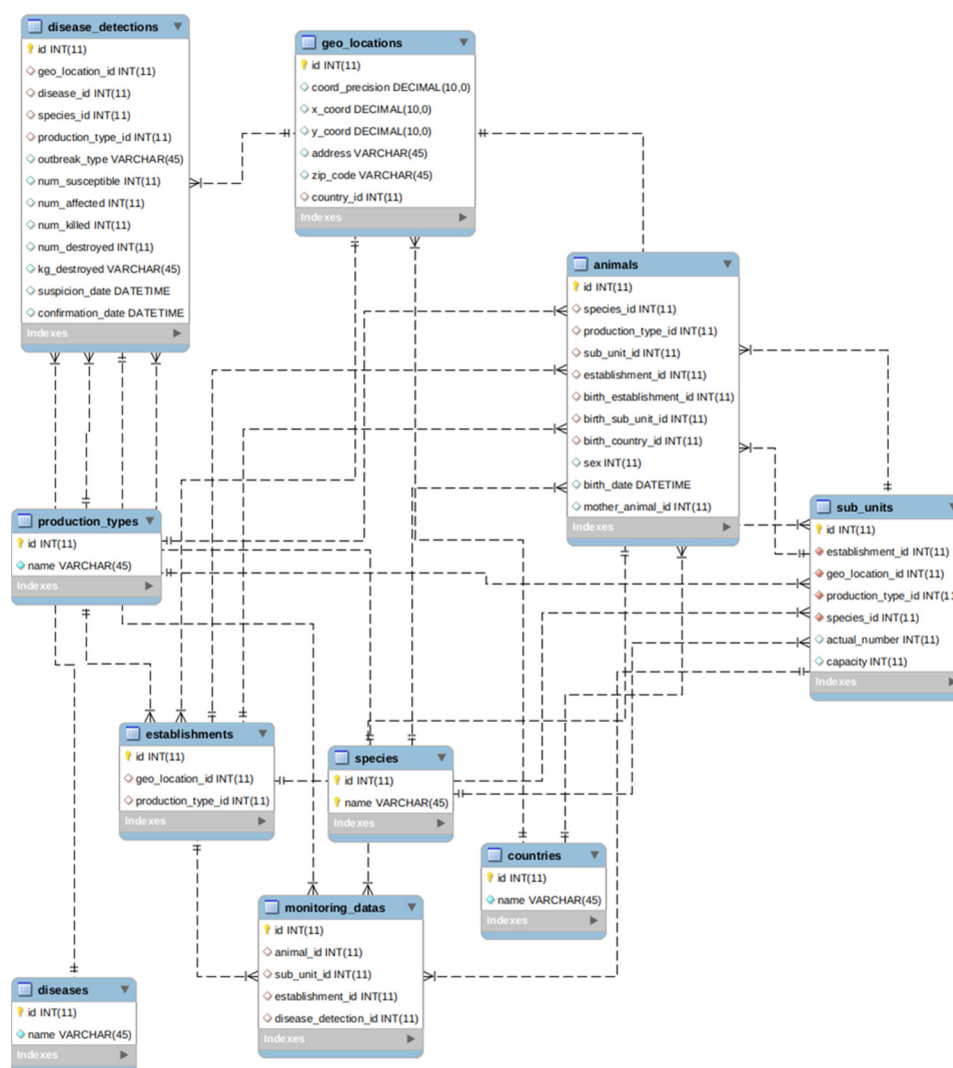 disease_detections
id INT(11)
geo_location_id INT(11)
disease_id INT(11)
species_id INT(11)
production_type_id INT(11)
outbreak_type VARCHAR(45)
num_susceptible INT(11)
num_affected INT(11)
num_killed INT(11)
num_destroyed INT(11)
kg_destroyed VARCHAR(45)
suspicion_date DATETIME
confirmation_date DATETIME
Indexes
geo_locations
id INT(11)
coord_precision DECIMAL(10,0)
x_coord DECIMAL(10,0)
y_coord DECIMAL(10,0)
address VARCHAR(45)
zip_code VARCHAR(45)
country_id INT(11)
Indexes
animals
id INT(11)
species_id INT(11)
production_type_id INT(11)
sub_unit_id INT(11)
establishment_id INT(11)
birth_establishment_id INT(11)
birth_sub_unit_id INT(11)
birth_country_id INT(11)
sex INT(11)
birth_date DATETIME
mother_animal_id INT(11)
Indexes
production_types
id INT(11)
name VARCHAR(45)
Indexes
sub_units
id INT(11)
establishment_id INT(11)
geo_location_id INT(11)
production_type_id INT(11
species_id INT(11)
actual_number INT(11)
capacity INT(11)
Indexes
establishments
id INT(11)
geo_location_id INT(11)
production_type_id INT(11)
Indexes
species
id INT(11)
name VARCHAR(45)
Indexes
countries
id INT(11)
name VARCHAR(45)
Indexes
monitoring_datas
id INT(11)
animal_id INT(11)
sub_unit_id INT(11)
establishment_id INT(11)
disease_detection_id INT(11)
Indexes
diseases
id INT(11)
name VARCHAR(45)
Indexes